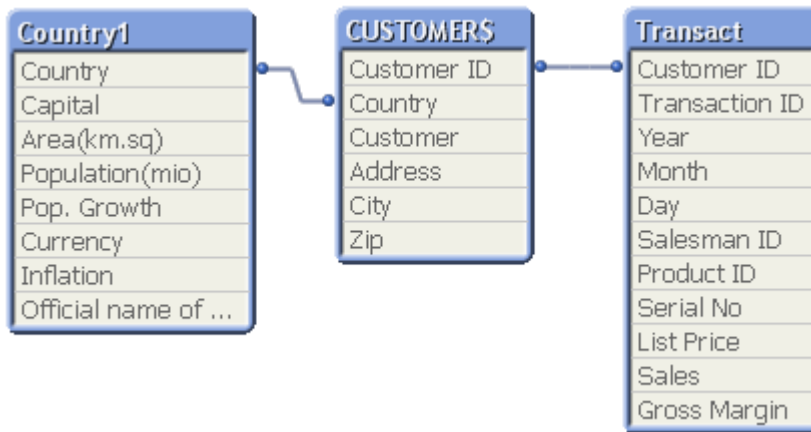 Country1
Country
Capital
Area(km.sq)
Population(mio)
Pop. Growth
Currency
Inflation
Official name of ...
CUSTOMER$
Customer ID
Country
Customer
Address
City
Zip
Transact
Customer ID
Transaction ID
Year
Month
Day
Salesman ID
Product ID
Serial No
List Price
Sales
Gross Margin